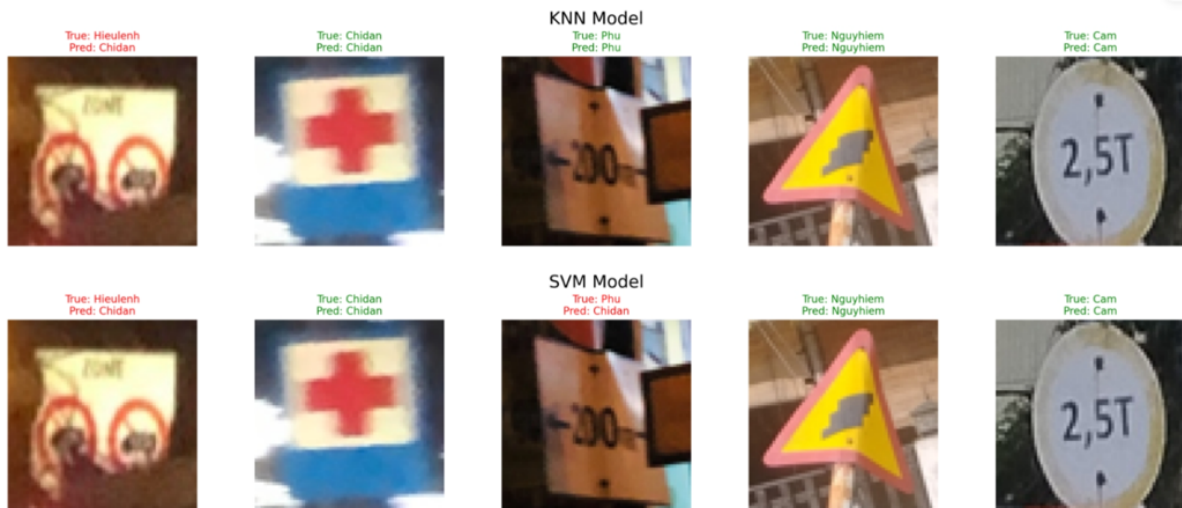 KNN Model
True: Hieulenh
Pred: Chidan
True: Chidan
Pred: Chidan
True: Phu
Pred: Phu
True: Nguyhiem
Pred: Nguyhiem
True: Cam
Pred: Cam
ZONE
200m
2,5T
SVM Model
True: Hieulenh
Pred: Chidan
True: Chidan
Pred: Chidan
True: Phu
Pred: Chidan
True: Nguyhiem
Pred: Nguyhiem
True: Cam
Pred: Cam
ZONE
200m
2,5T